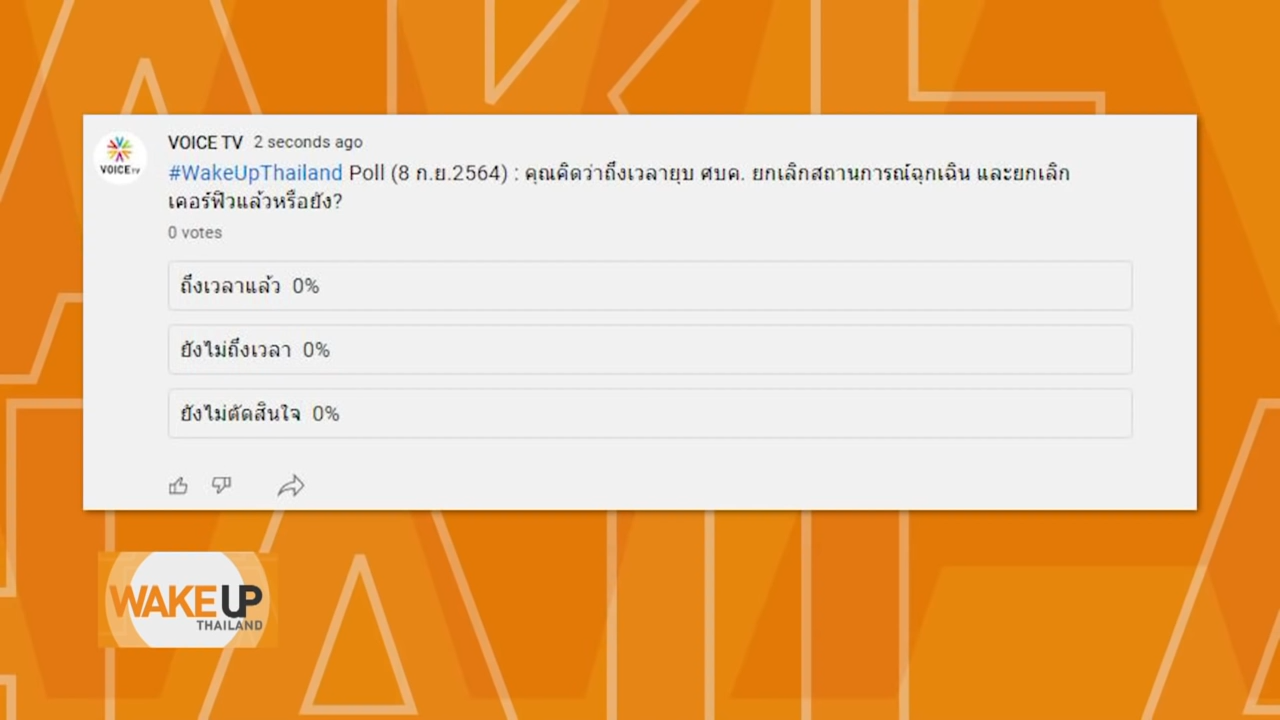 VOICE TV 2 seconds ago
VOICE TV
#WakeUpThailand Poll (8 ก.ย.2564) : คุณคิดว่าถึงเวลายุบ ศบค. ยกเลิกสถานการณ์ฉุกเฉิน และยกเลิก
เคอร์ฟิวแล้วหรือยัง?
0 votes
ถึงเวลาแล้ว 0%
ยังไม่ถึงเวลา 0%
ยังไม่ตัดสินใจ 0%
WAKE UP
THAILAND